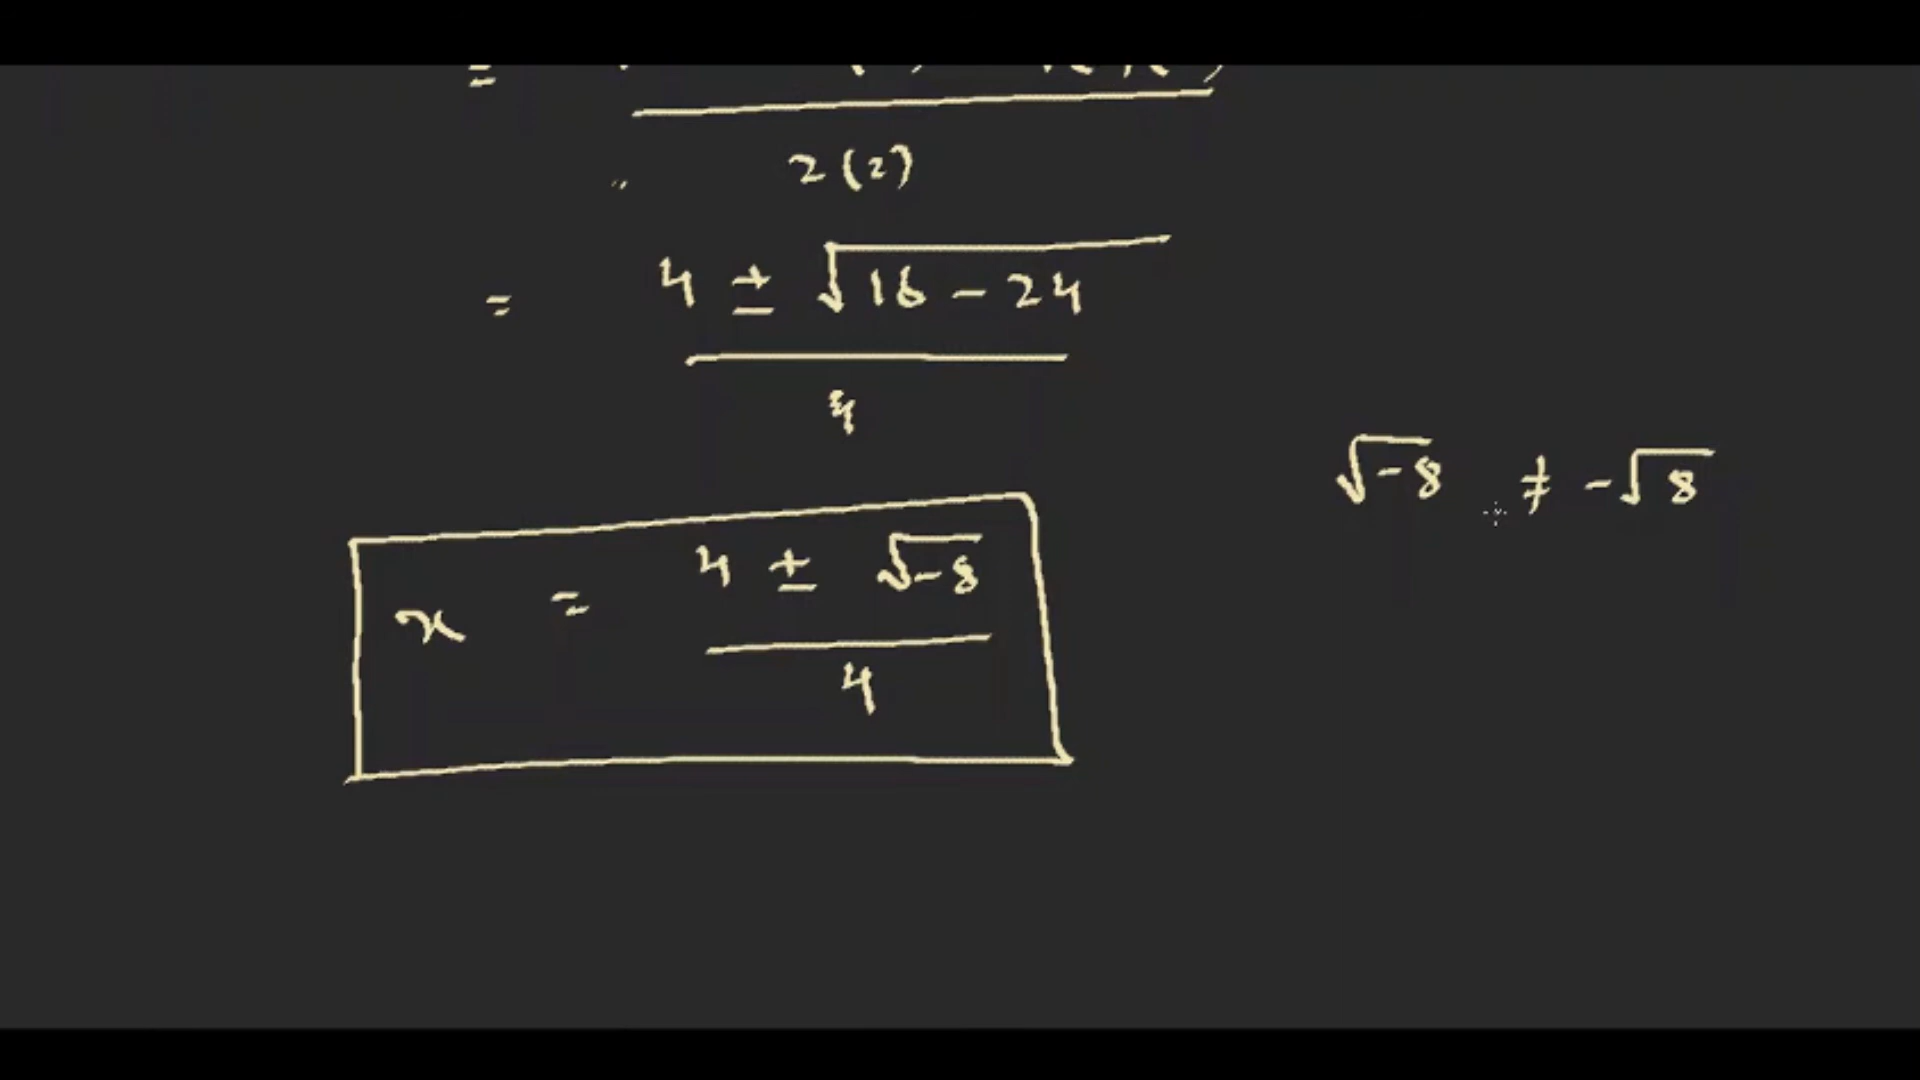 =
2 (2)
= 4 ± √16 - 24
4
√-8 ≠ -√8
x = 4 ± √-8
4